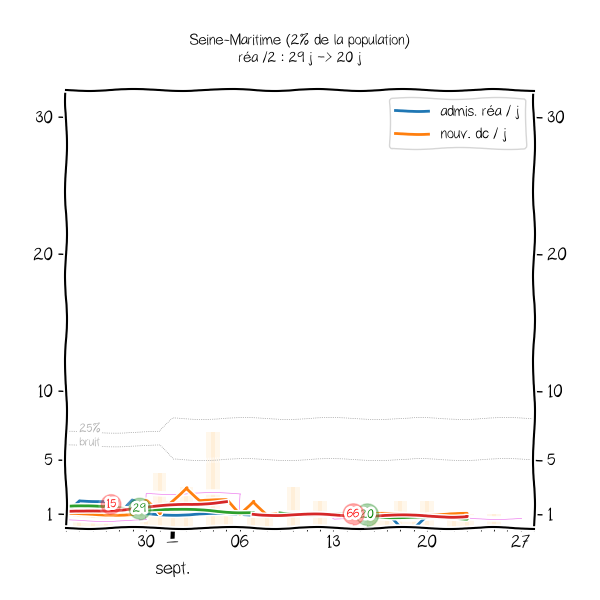 Seine-Maritime (2% de la population)
réa /2 : 29 j -> 20 j
admis. réa / j
nouv. dc / j
30 30
20 20
10 10
25%
bruit
5 5
15 29 66 20
1 1
30 06 13 20 27
sept.